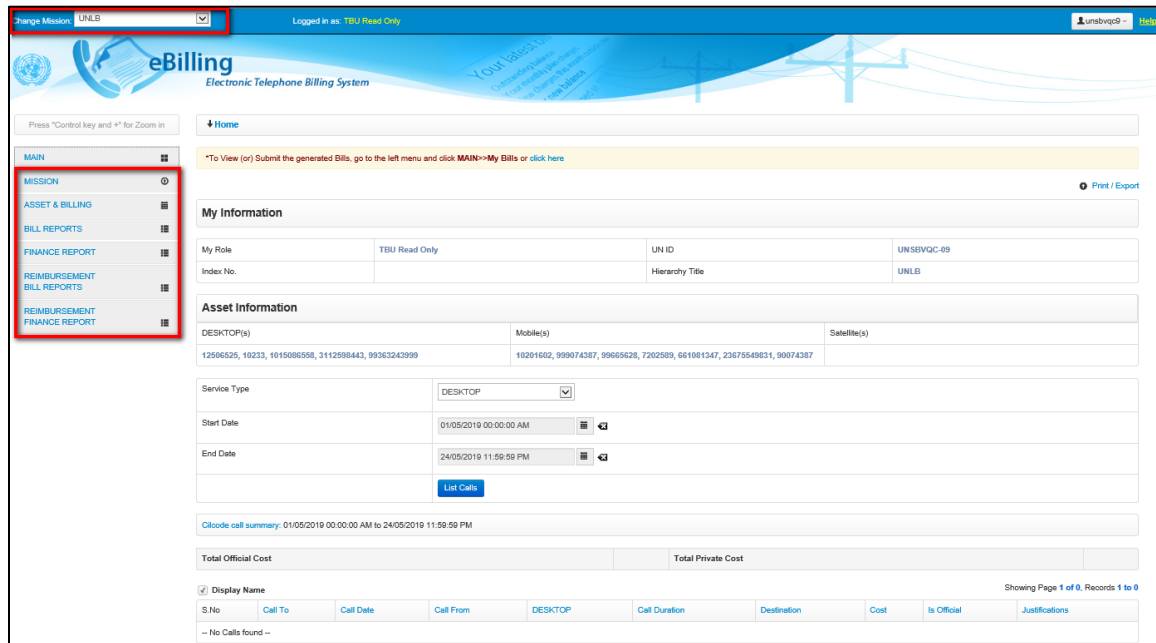 Change Mission: UNLB Logged in as: TBU Read Only unsbvqc9 Help
eBilling
Electronic Telephone Billing System
Your latest
new balance
Press "Control key and +" for Zoom in
Home
MAIN
MISSION
ASSET & BILLING
BILL REPORTS
FINANCE REPORT
REIMBURSEMENT
BILL REPORTS
REIMBURSEMENT
FINANCE REPORT
*To View (or) Submit the generated Bills, go to the left menu and click MAIN>>My Bills or click here
Print / Export
My Information
My Role TBU Read Only UN ID UNSBVQC-09
Index No. Hierarchy Title UNLB
Asset Information
DESKTOP(s) Mobile(s) Satellite(s)
12506525, 10233, 1015086558, 3112598443, 99363243999 10201602, 999074387, 99665628, 7202589, 661081347, 23675549831, 90074387
Service Type DESKTOP
Start Date 01/05/2019 00:00:00 AM
End Date 24/05/2019 11:59:59 PM
List Calls
Cilcode call summary: 01/05/2019 00:00:00 AM to 24/05/2019 11:59:59 PM
Total Official Cost Total Private Cost
Display Name Showing Page 1 of 0, Records 1 to 0
S.No Call To Call Date Call From DESKTOP Call Duration Destination Cost Is Official Justifications
-- No Calls found --